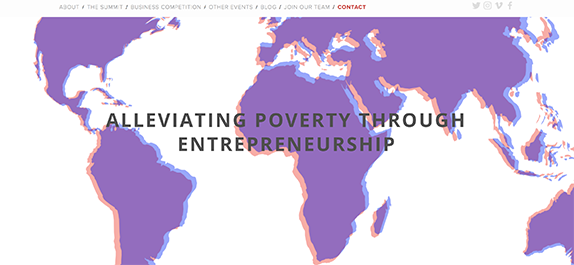 ABOUT / THE SUMMIT / BUSINESS COMPETITION / OTHER EVENTS / BLOG / JOIN OUR TEAM / CONTACT
ALLEVIATING POVERTY THROUGH
ENTREPRENEURSHIP